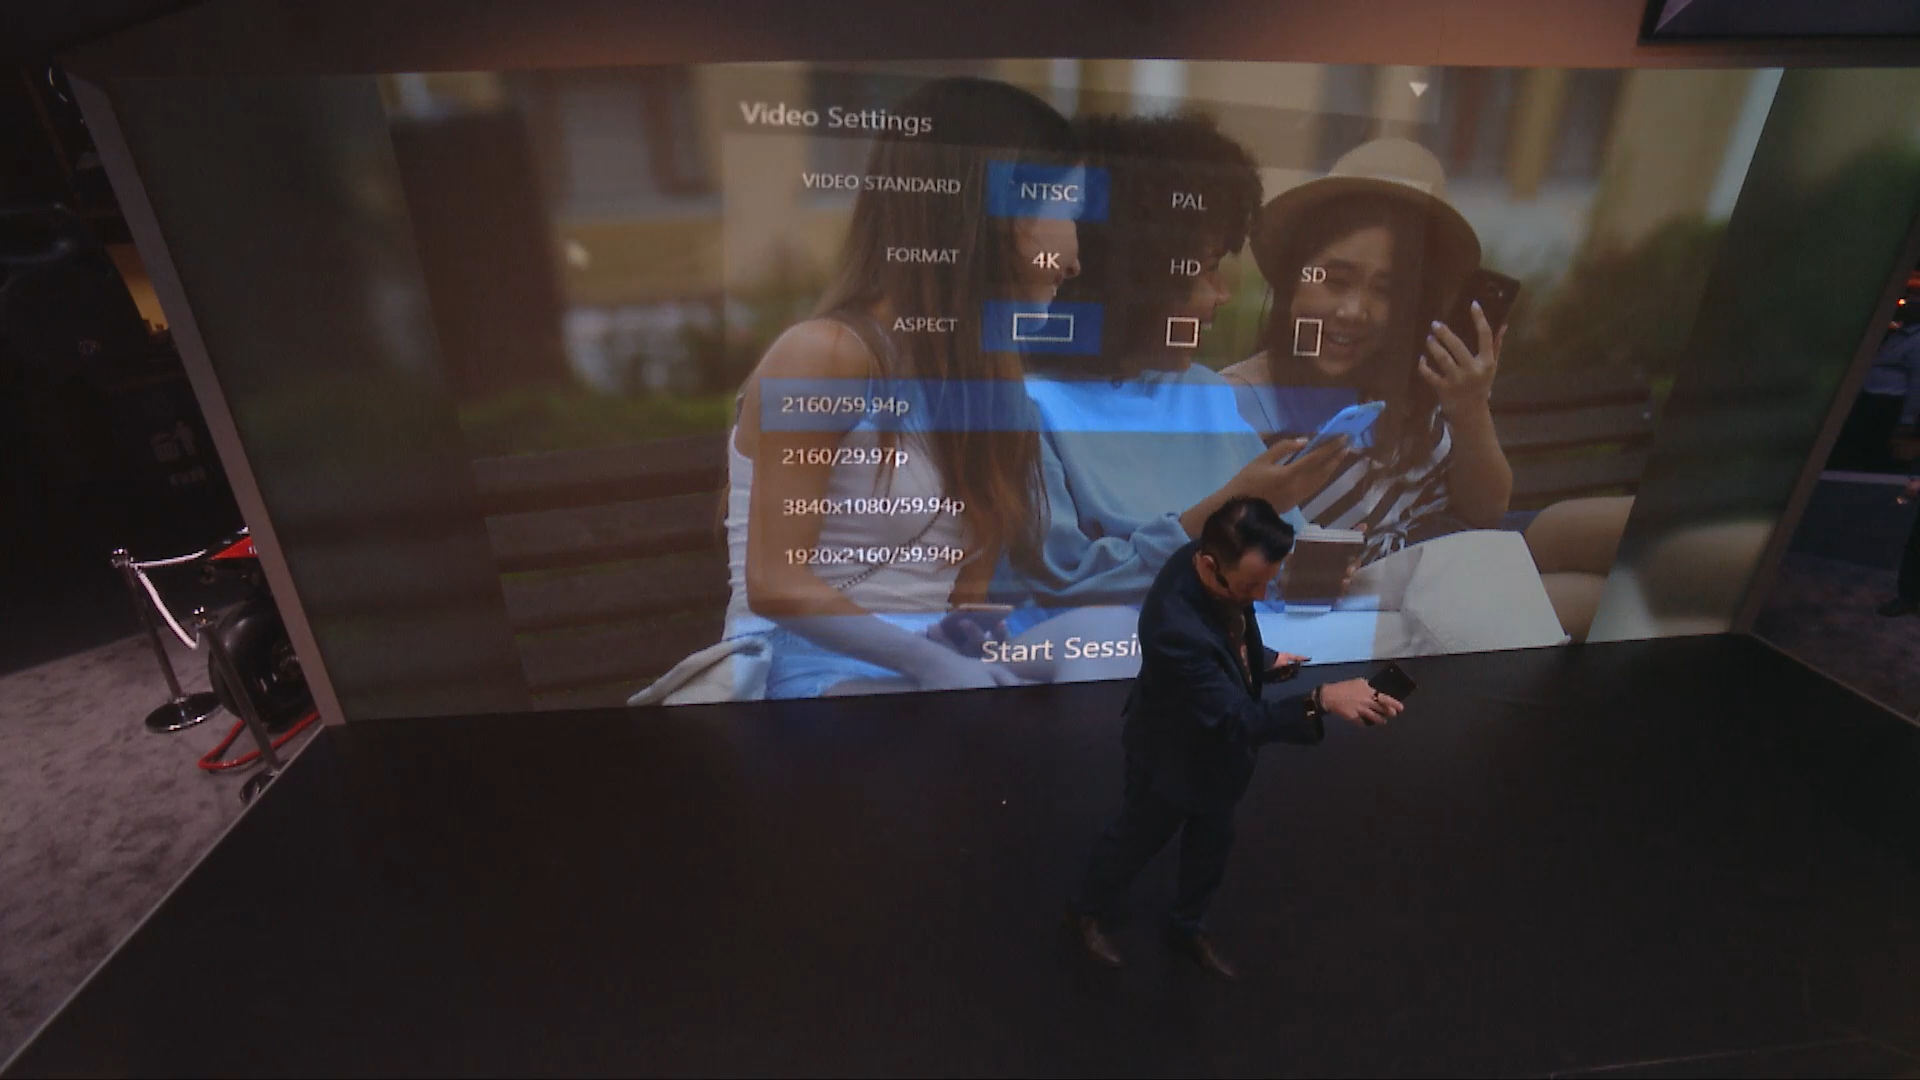 Video Settings
VIDEO STANDARD NTSC PAL
FORMAT 4K HD SD
ASPECT
2160/59.94p
2160/29.97p
3840x1080/59.94p
1920x2160/59.94p
Start